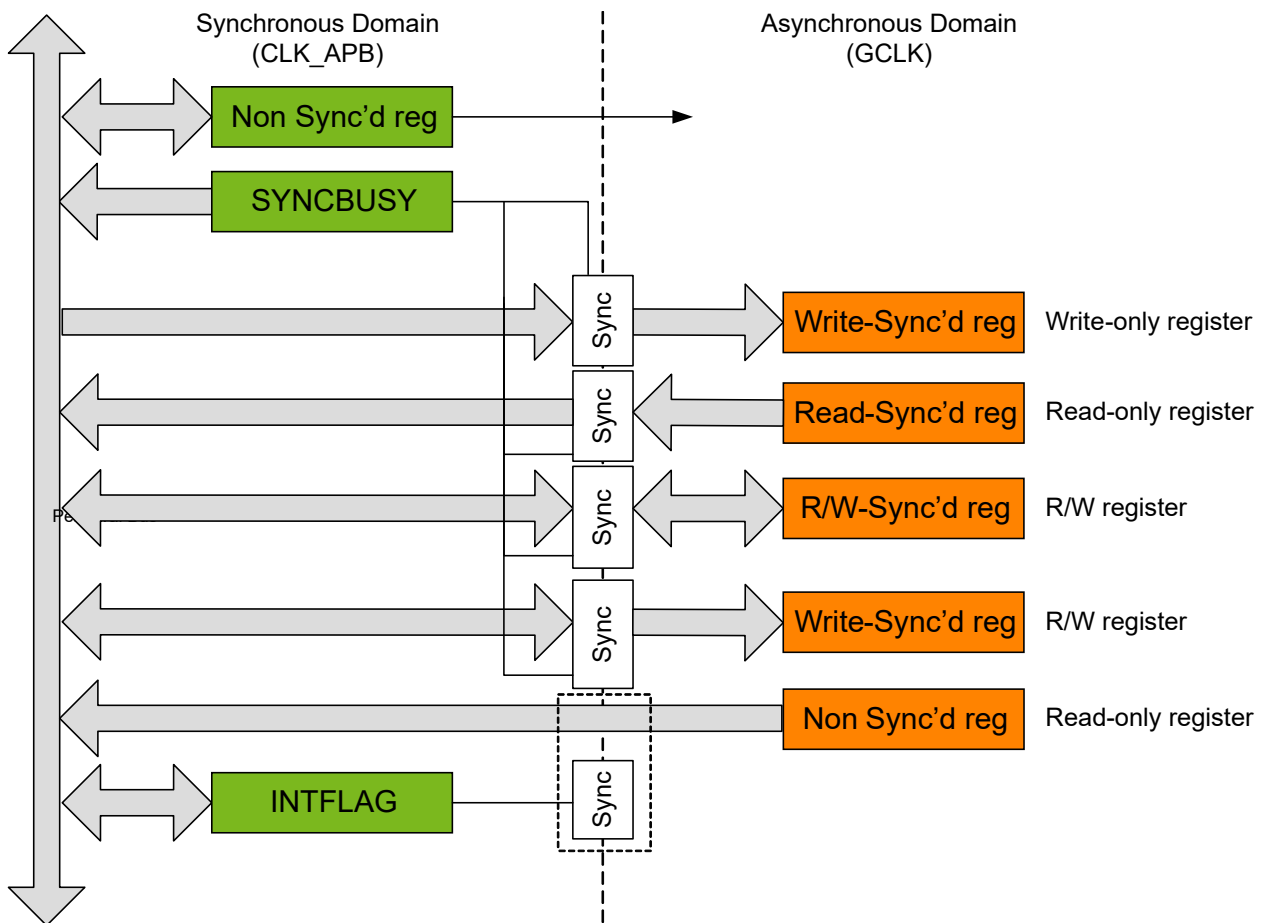 Synchronous Domain
(CLK_APB)
Asynchronous Domain
(GCLK)
Non Sync’d reg
SYNCBUSY
Sync
Write-Sync’d reg
Write-only register
Sync
Read-Sync’d reg
Read-only register
Sync
R/W-Sync’d reg
R/W register
Sync
Write-Sync’d reg
R/W register
Non Sync’d reg
Read-only register
INTFLAG
Sync